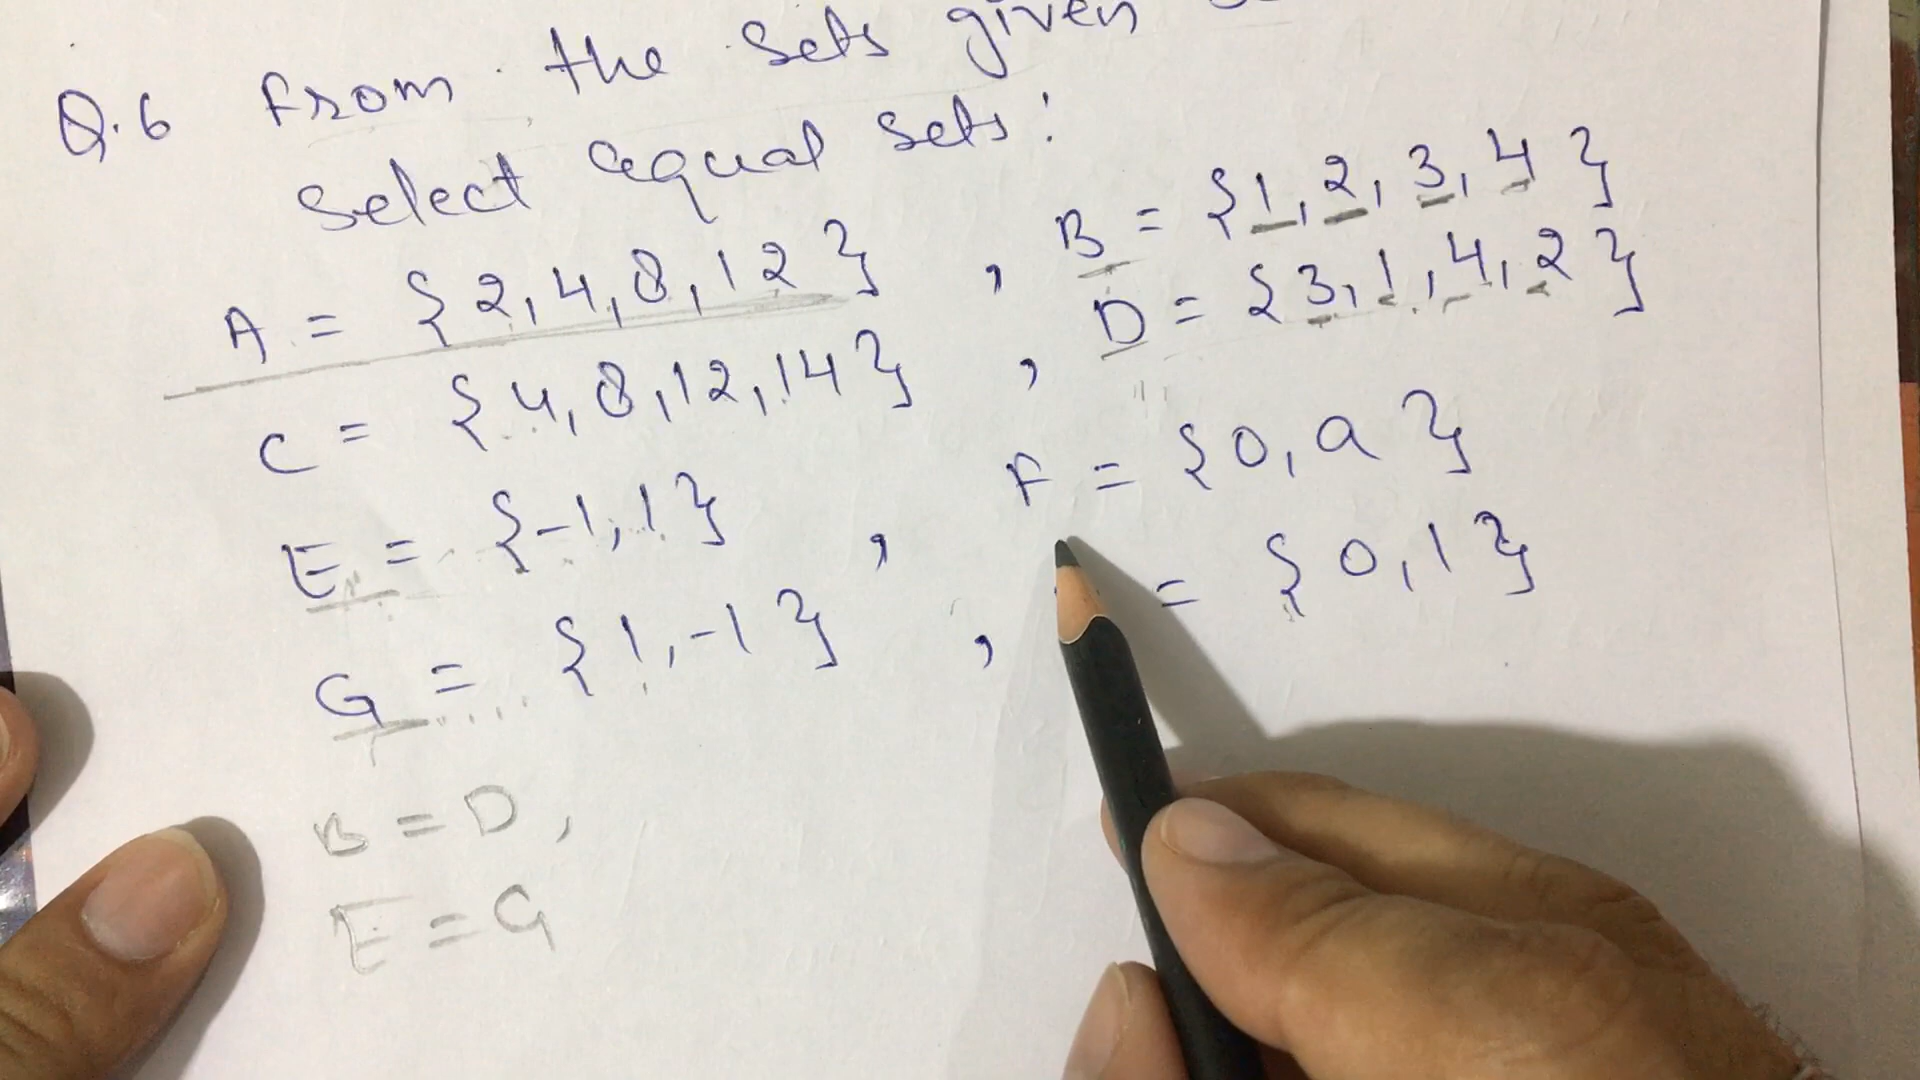 Q.6 From the sets given
select equal sets:
A = {2, 4, 8, 12} , B = {1, 2, 3, 4}
C = {4, 8, 12, 14} , D = {3, 1, 4, 2}
E = {-1, 1} , F = {0, a}
G = {1, -1} , = {0, 1}
B = D,
E = G